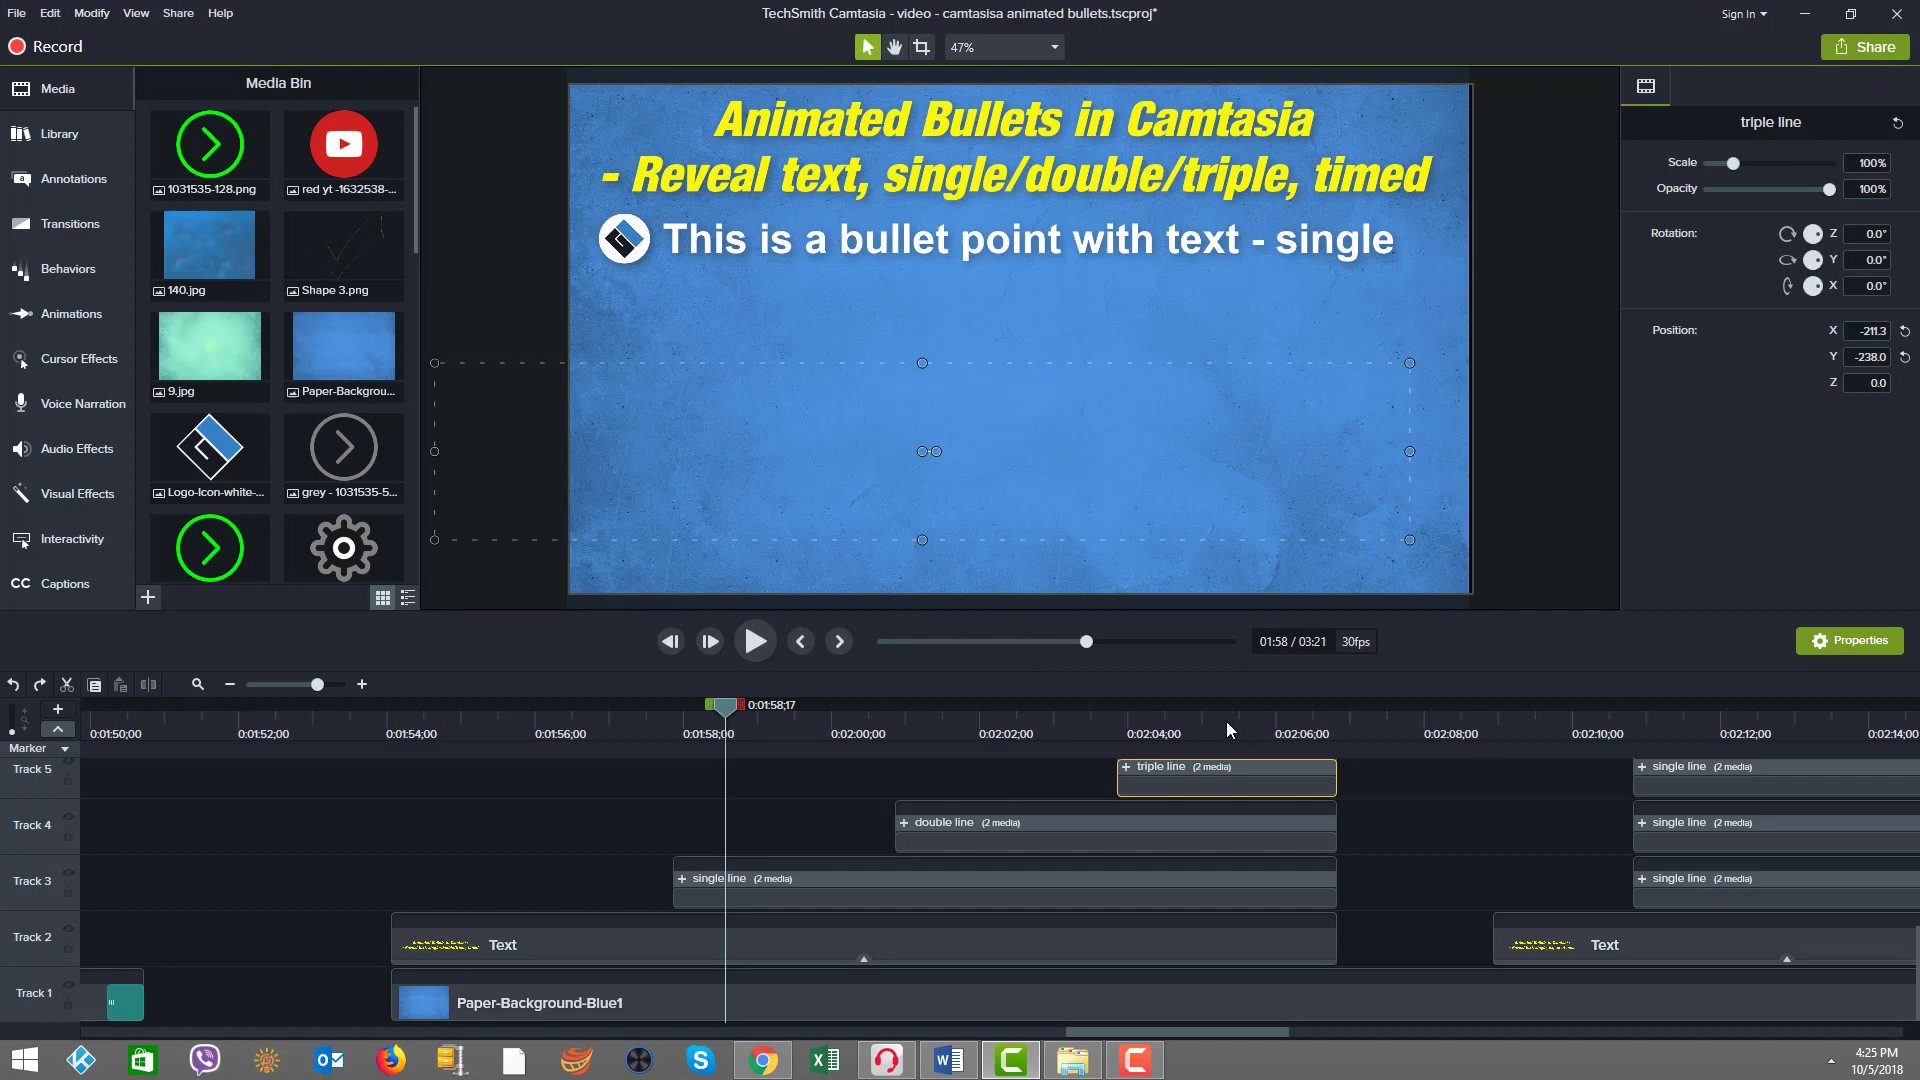 File Edit Modify View Share Help
TechSmith Camtasia - video - camtasisa animated bullets.tscproj*
Sign In
Record
47%
Share
Media
Library
Annotations
Transitions
Behaviors
Animations
Cursor Effects
Voice Narration
Audio Effects
Visual Effects
Interactivity
CC Captions
Media Bin
1031535-128.png
red yt -1632538-...
140.jpg
Shape 3.png
9.jpg
Paper-Backgrou...
Logo-Icon-white-...
grey - 1031535-5...
Animated Bullets in Camtasia
- Reveal text, single/double/triple, timed
This is a bullet point with text - single
triple line
Scale 100%
Opacity 100%
Rotation: Z 0.0°
Y 0.0°
X 0.0°
Position: X -211.3
Y -238.0
Z 0.0
01:58 / 03:21 30fps
Properties
0:01:58;17
0:01:50;00 0:01:52;00 0:01:54;00 0:01:56;00 0:01:58;00 0:02:00;00 0:02:02;00 0:02:04;00 0:02:06;00 0:02:08;00 0:02:10;00 0:02:12;00 0:02:14;00
Marker
Track 5
triple line (2 media)
single line (2 media)
Track 4
double line (2 media)
single line (2 media)
Track 3
single line (2 media)
single line (2 media)
Track 2
Text
Text
Track 1
Paper-Background-Blue1
4:25 PM
10/5/2018